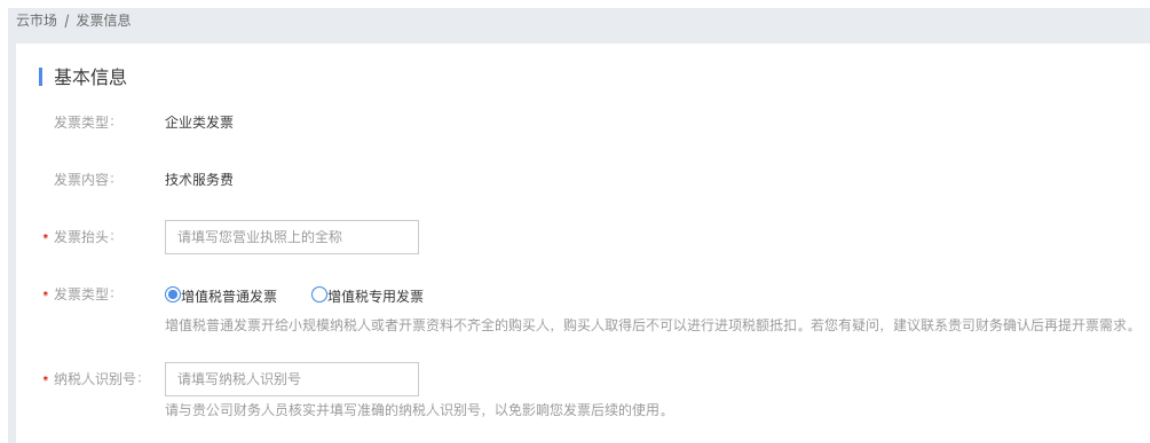 云市场 / 发票信息
基本信息
发票类型： 企业类发票
发票内容： 技术服务费
* 发票抬头： 请填写您营业执照上的全称
* 发票类型： 增值税普通发票 增值税专用发票
增值税普通发票开给小规模纳税人或者开票资料不齐全的购买人，购买人取得后不可以进行进项税额抵扣。若您有疑问，建议联系贵司财务确认后再提开票需求。
* 纳税人识别号： 请填写纳税人识别号
请与贵公司财务人员核实并填写准确的纳税人识别号，以免影响您发票后续的使用。